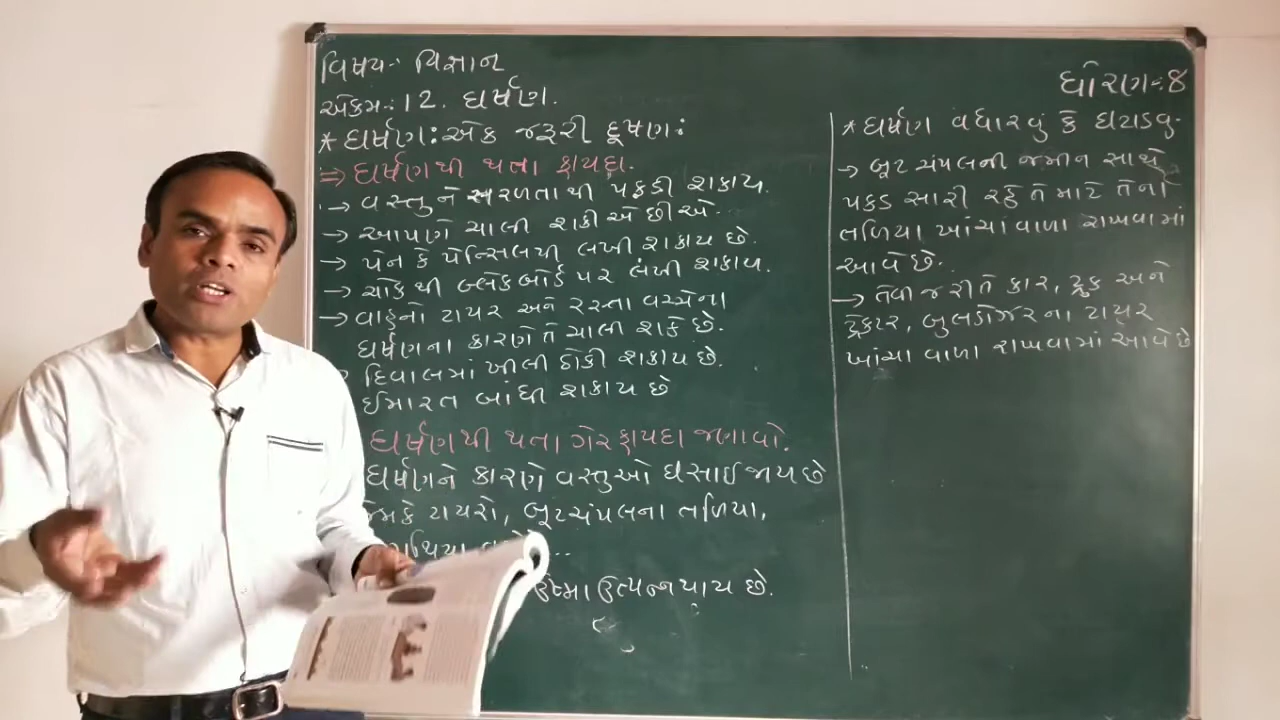 વિષય:- વિજ્ઞાન
એકમ:-12. ઘર્ષણ.
* ઘર્ષણ: એક જરૂરી દૂષણ:
⇒ ઘર્ષણથી થતા ફાયદા.
→ વસ્તુને સરળતાથી પકડી શકાય.
→ આપણે ચાલી શકીએ છીએ.
→ પેન કે પેન્સિલથી લખી શકાય છે.
→ ચોકથી બ્લેકબોર્ડ પર લખી શકાય.
→ વાહનો ટાયર અને રસ્તા વચ્ચેના
ઘર્ષણના કારણે તે ચાલી શકે છે.
દિવાલમાં ખીલી ઠોકી શકાય છે.
ઈમારત બાંધી શકાય છે
ઘર્ષણથી થતા ગેરફાયદા જણાવો.
ઘર્ષણને કારણે વસ્તુઓ ઘસાઈ જાય છે
ટાયરો, બૂટચંપલના તળિયા,
ઉષ્મા ઉત્પન્ન થાય છે.
ધોરણ:-8
* ઘર્ષણ વધારવું કે ઘટાડવુ.
→ બૂટ ચંપલની જમીન સાથે
પકડ સારી રહે તે માટે તેના
તળિયા ખાંચાવાળા રાખવામાં
આવે છે.
→ તેવી જ રીતે કાર, ટ્રક અને
ટ્રેક્ટર, બુલડોઝરના ટાયર
ખાંચાવાળા રાખવામાં આવે છે